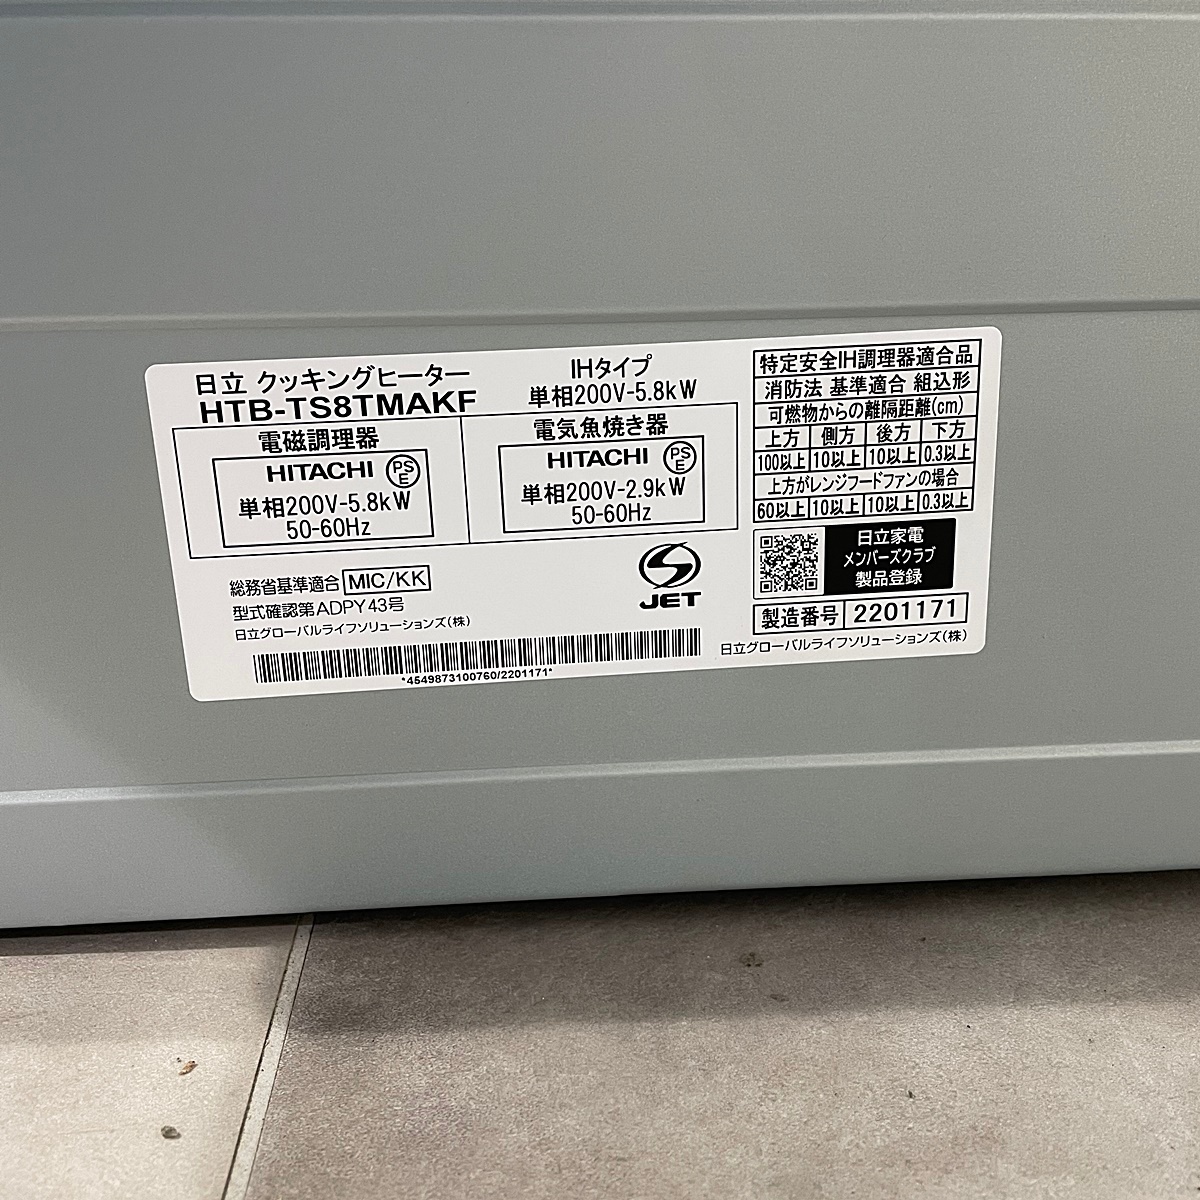 日立 クッキングヒーター
HTB-TS8TMAKF
IHタイプ
単相200V-5.8kW
電磁調理器
HITACHI
PS
E
単相200V-5.8kW
50-60Hz
電気魚焼き器
HITACHI
PS
E
単相200V-2.9kW
50-60Hz
総務省基準適合 MIC/KK
型式確認第ADPY43号
日立グローバルライフソリューションズ(株)
JET
*4549873100760/2201171*
特定安全IH調理器適合品
消防法 基準適合 組込形
可燃物からの離隔距離(cm)
上方 側方 後方 下方
100以上 10以上 10以上 0.3以上
上方がレンジフードファンの場合
60以上 10以上 10以上 0.3以上
日立家電
メンバーズクラブ
製品登録
製造番号 2201171
日立グローバルライフソリューションズ(株)